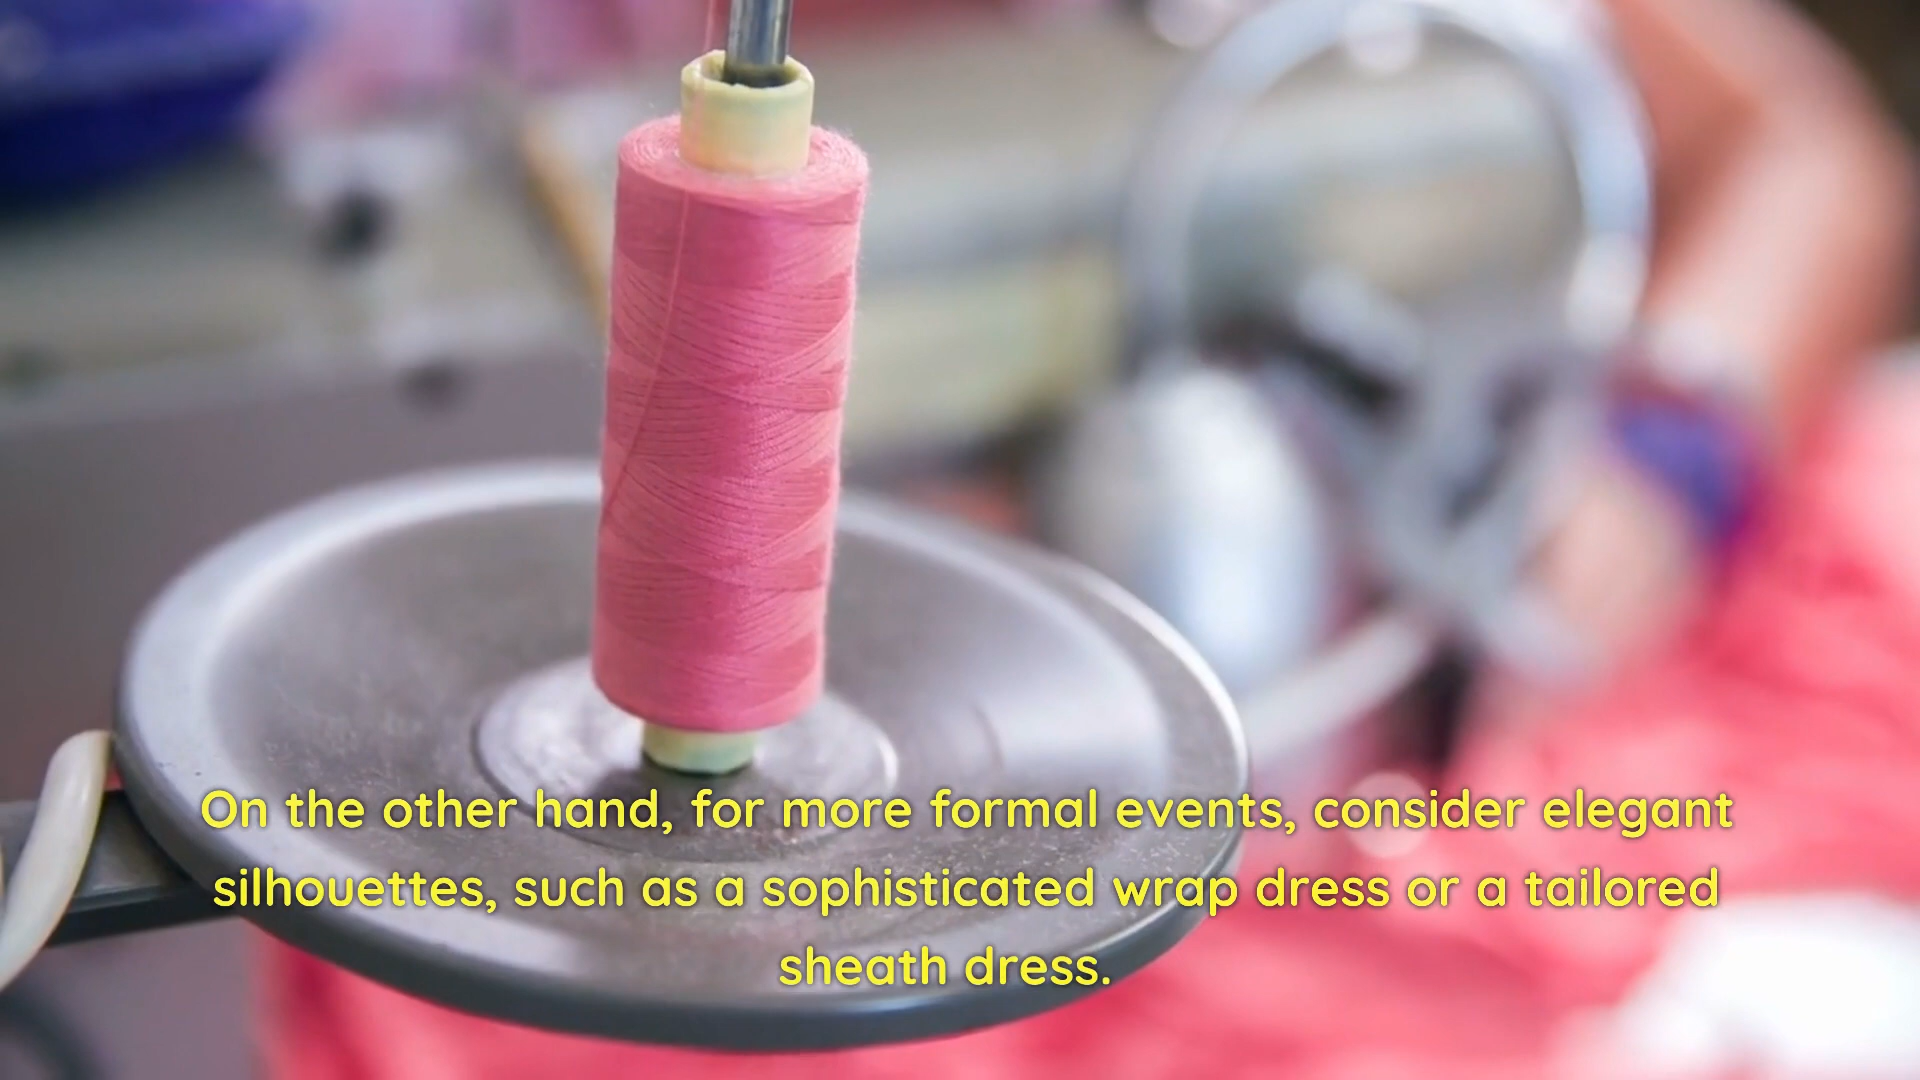 On the other hand, for more formal events, consider elegant
silhouettes, such as a sophisticated wrap dress or a tailored
sheath dress.